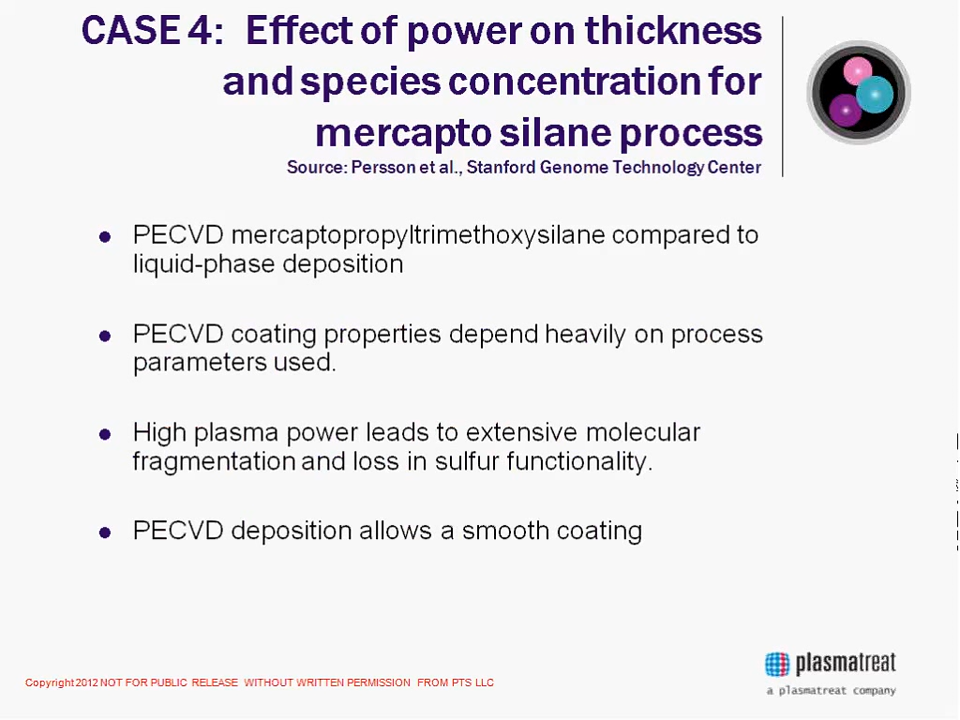 CASE 4: Effect of power on thickness
and species concentration for
mercapto silane process
Source: Persson et al., Stanford Genome Technology Center
● PECVD mercaptopropyltrimethoxysilane compared to
liquid-phase deposition
● PECVD coating properties depend heavily on process
parameters used.
● High plasma power leads to extensive molecular
fragmentation and loss in sulfur functionality.
● PECVD deposition allows a smooth coating
plasmatreat
a plasmatreat company
Copyright 2012 NOT FOR PUBLIC RELEASE WITHOUT WRITTEN PERMISSION FROM PTS LLC